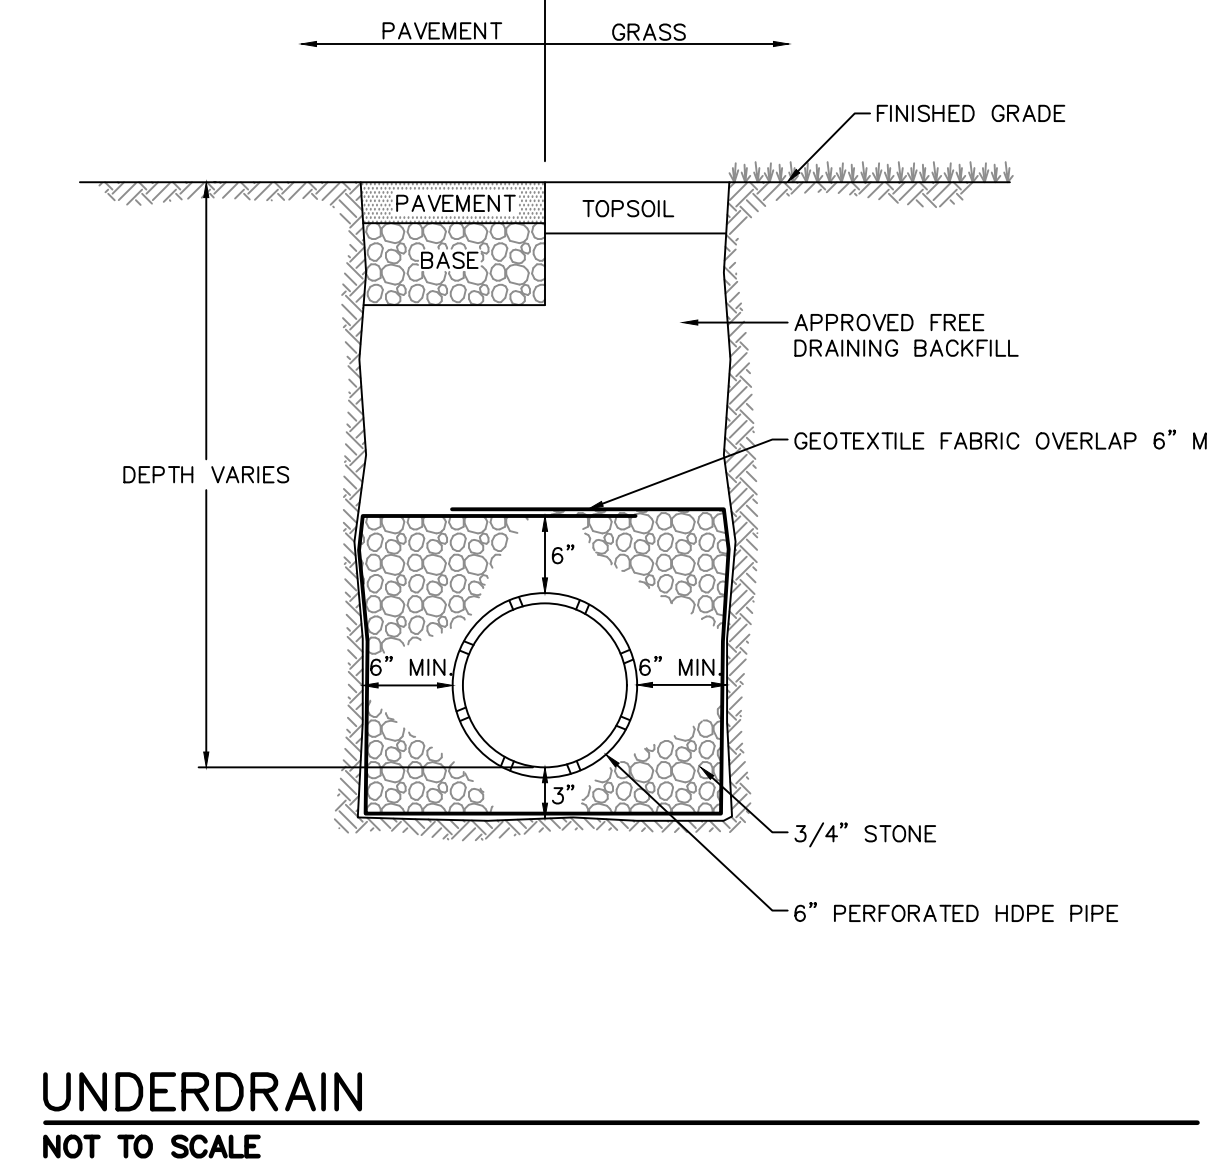 PAVEMENT
GRASS
FINISHED GRADE
PAVEMENT
TOPSOIL
BASE
APPROVED FREE
DRAINING BACKFILL
GEOTEXTILE FABRIC OVERLAP 6” M
DEPTH VARIES
6”
6” MIN.
6” MIN.
3”
3/4” STONE
6” PERFORATED HDPE PIPE
UNDERDRAIN
NOT TO SCALE